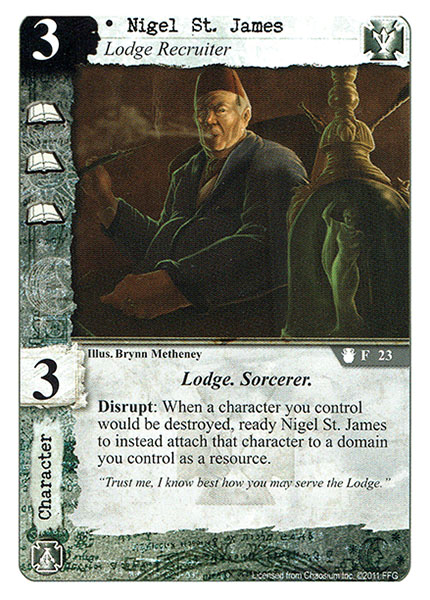 3
• Nigel St. James
Lodge Recruiter
Illus. Brynn Metheney
F 23
3
Character
Lodge. Sorcerer.
Disrupt: When a character you control
would be destroyed, ready Nigel St. James
to instead attach that character to a domain
you control as a resource.
“Trust me, I know best how you may serve the Lodge.”
Licensed from Chaosium Inc. ©2011 FFG